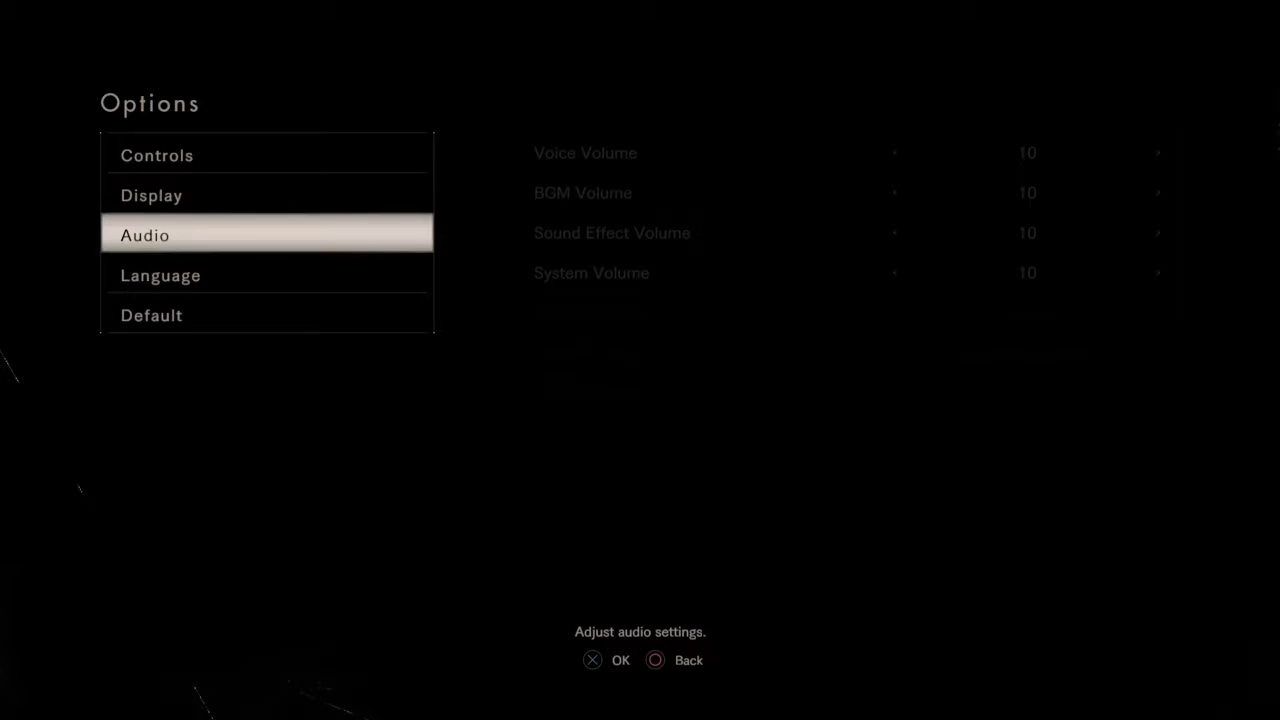 Options
Controls
Display
Audio
Language
Default
Voice Volume 10
BGM Volume 10
Sound Effect Volume 10
System Volume 10
Adjust audio settings.
OK Back